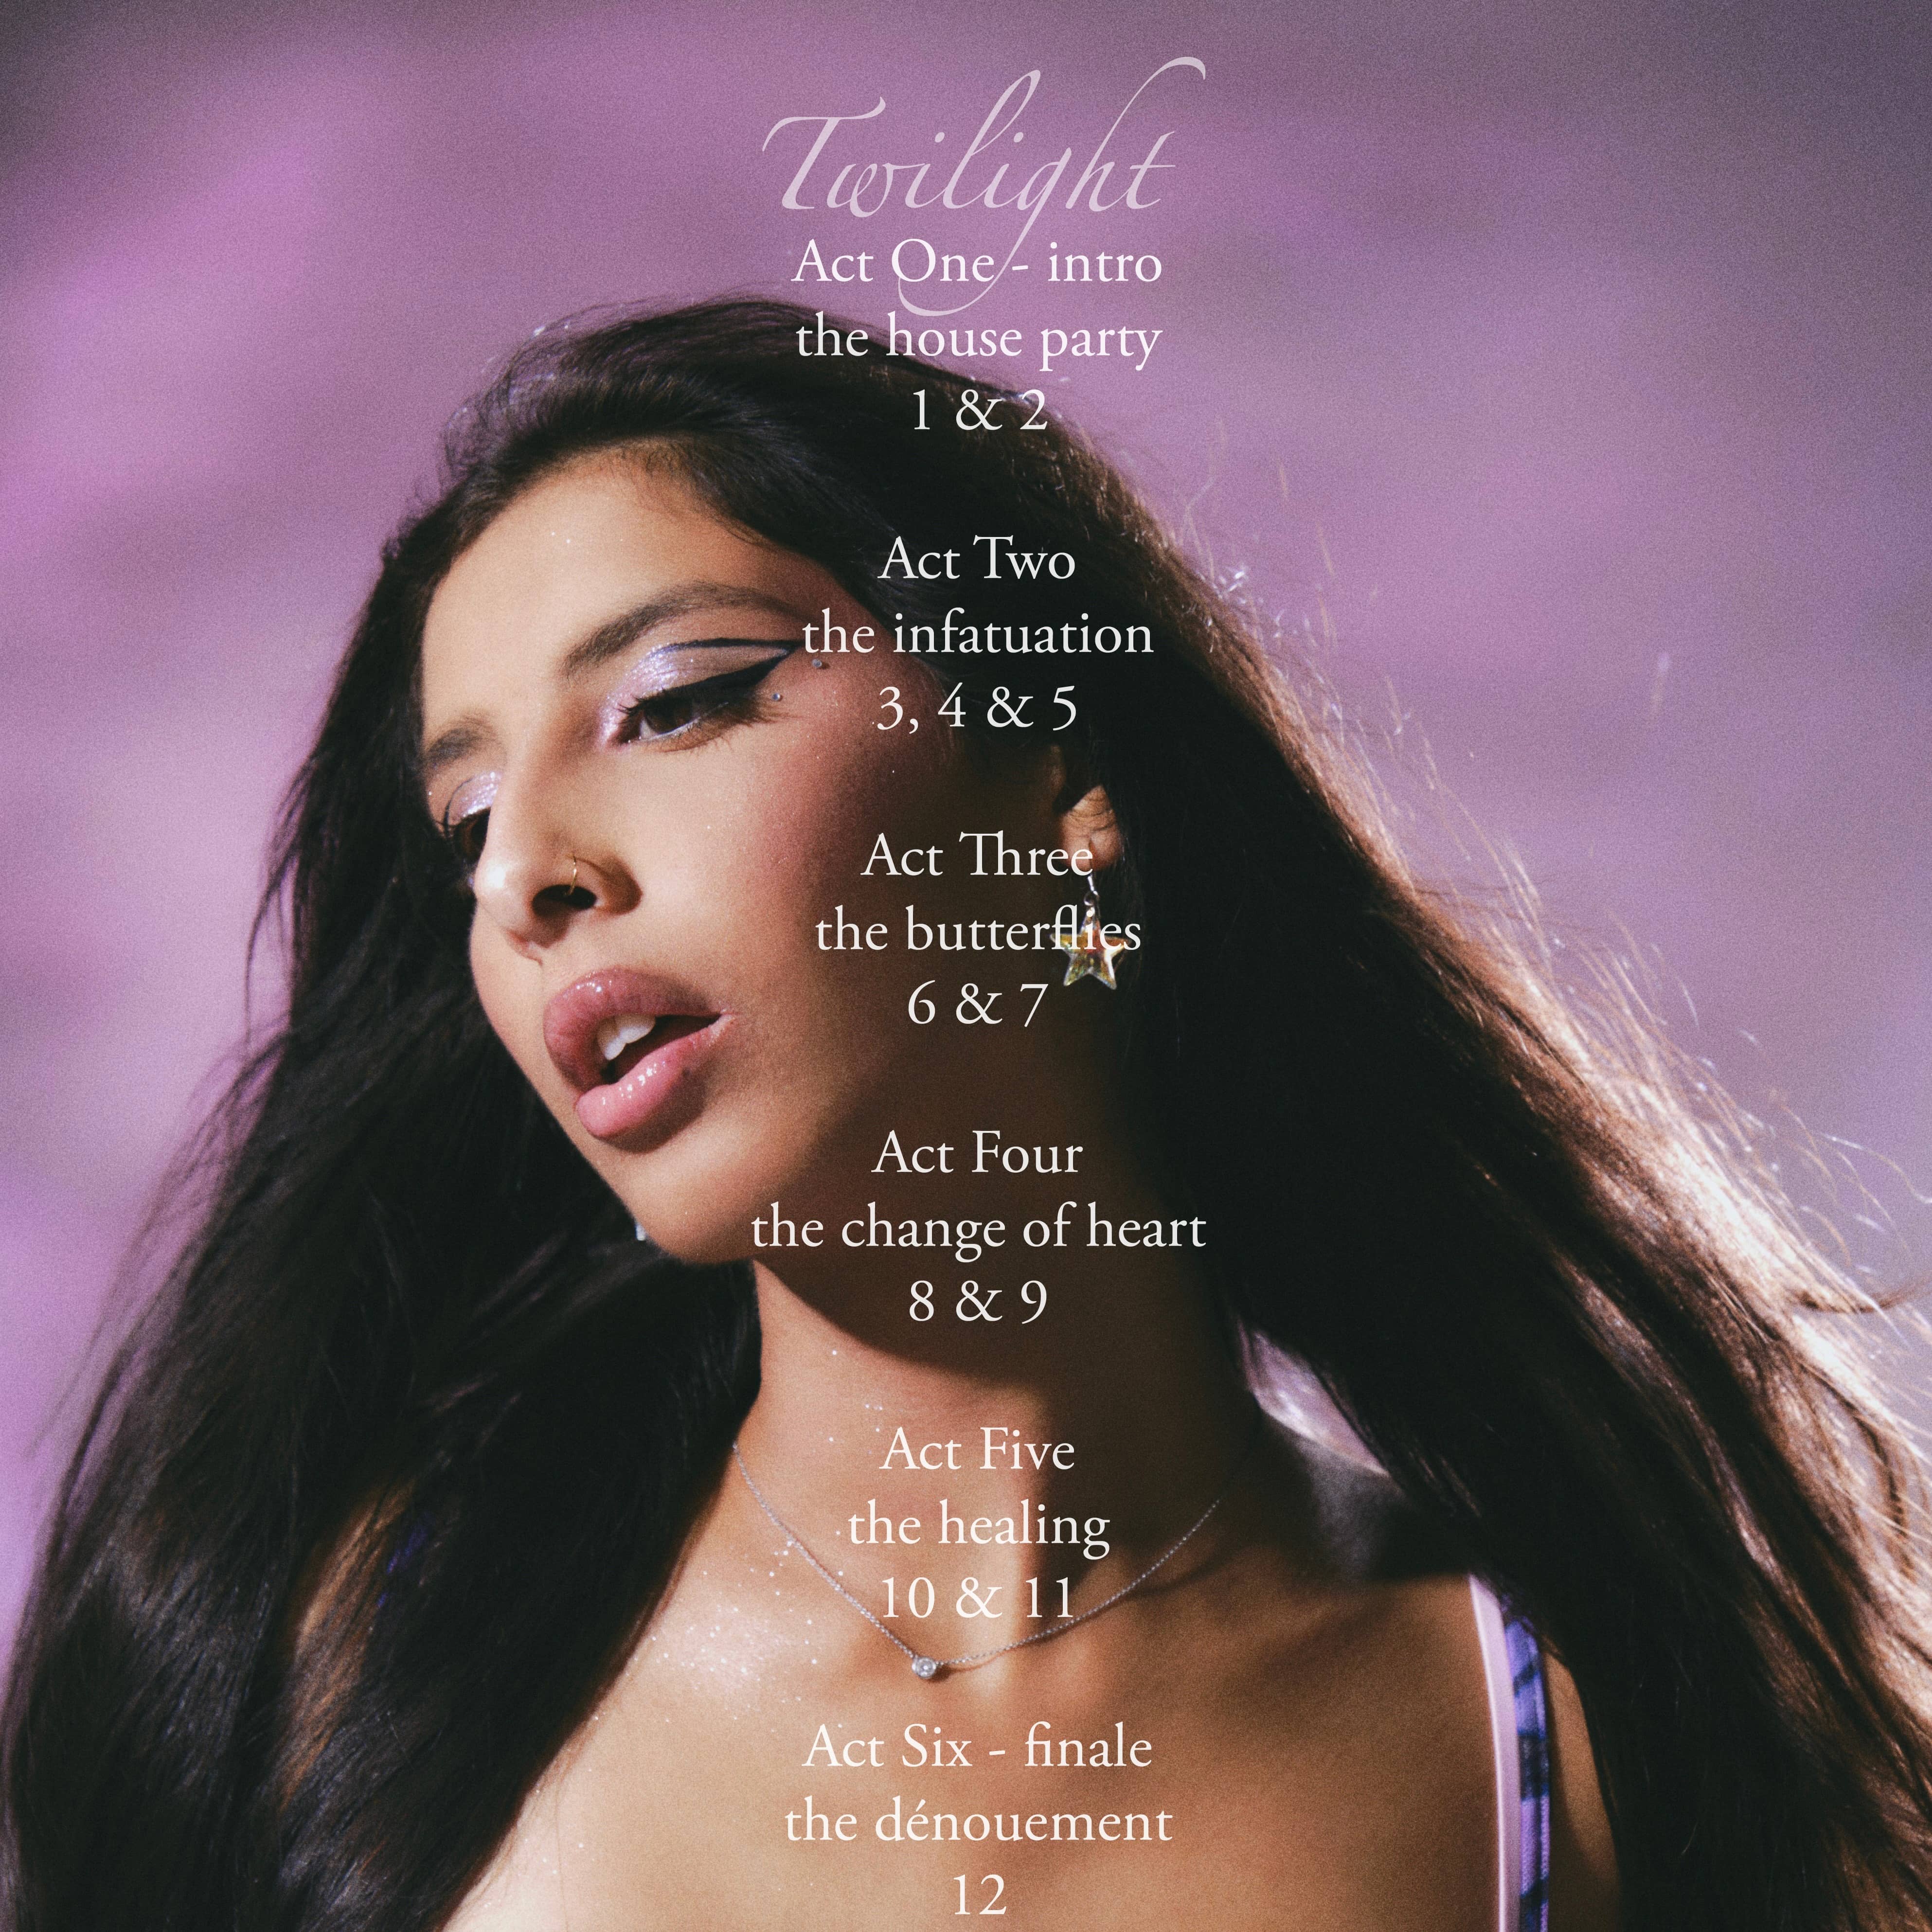 Twilight
Act One - intro
the house party
1 & 2
Act Two
the infatuation
3, 4 & 5
Act Three
the butterflies
6 & 7
Act Four
the change of heart
8 & 9
Act Five
the healing
10 & 11
Act Six - finale
the dénouement
12